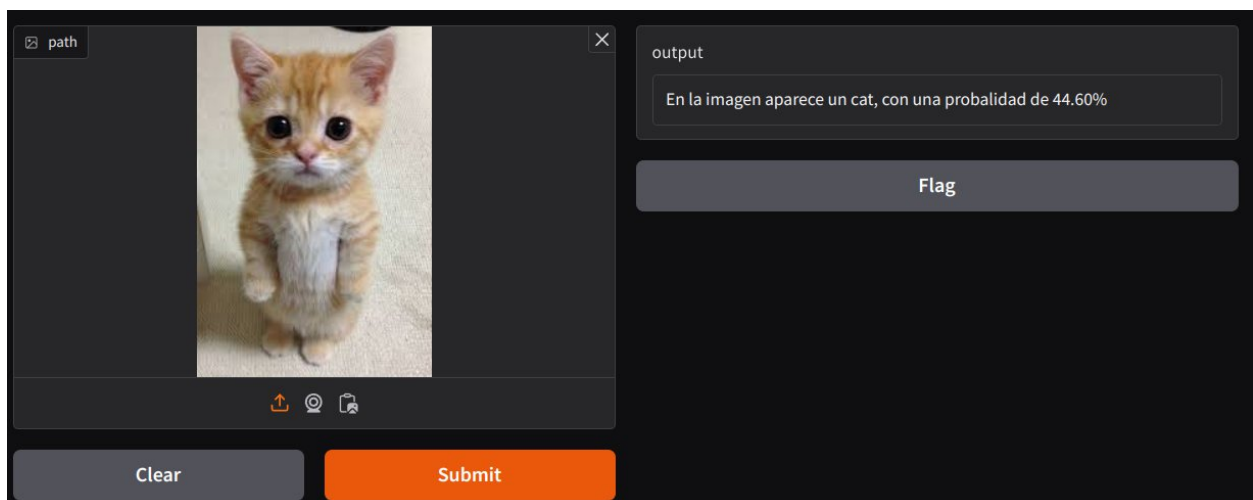 path
output
En la imagen aparece un cat, con una probalidad de 44.60%
Flag
Clear
Submit